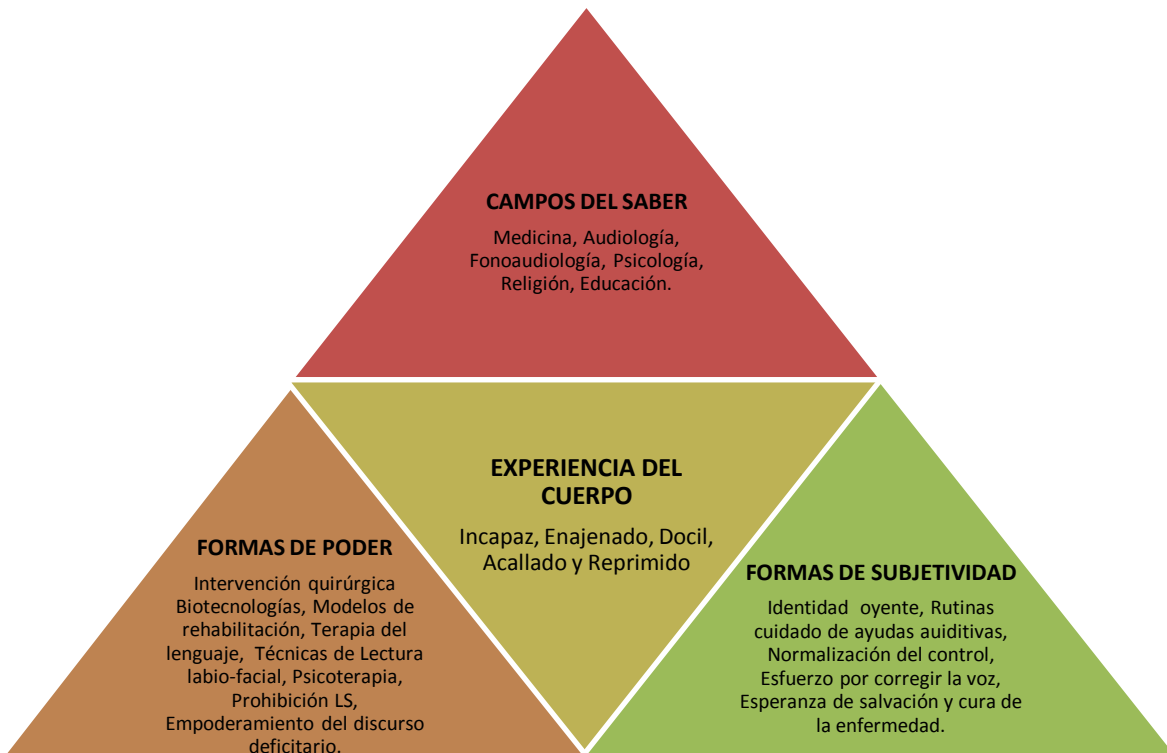 CAMPOS DEL SABER
Medicina, Audiología,
Fonoaudiología, Psicología,
Religión, Educación.
EXPERIENCIA DEL
CUERPO
Incapaz, Enajenado, Docil,
Acallado y Reprimido
FORMAS DE PODER
Intervención quirúrgica
Biotecnologías, Modelos de
rehabilitación, Terapia del
lenguaje, Técnicas de Lectura
labio-facial, Psicoterapia,
Prohibición LS,
Empoderamiento del discurso
deficitario.
FORMAS DE SUBJETIVIDAD
Identidad oyente, Rutinas
cuidado de ayudas auiditivas,
Normalización del control,
Esfuerzo por corregir la voz,
Esperanza de salvación y cura de
la enfermedad.